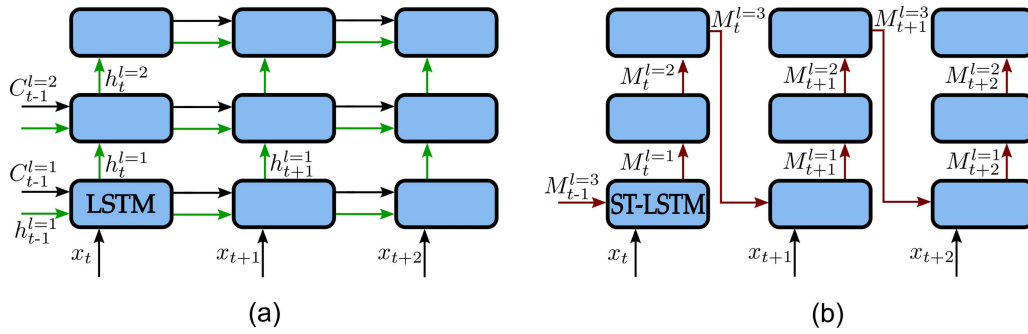 M_t^{l=3}
M_{t+1}^{l=3}
h_t^{l=2}
C_{t-1}^{l=2}
M_t^{l=2}
M_{t+1}^{l=2}
M_{t+2}^{l=2}
h_t^{l=1}
h_{t+1}^{l=1}
M_t^{l=1}
M_{t+1}^{l=1}
M_{t+2}^{l=1}
C_{t-1}^{l=1}
LSTM
h_{t-1}^{l=1}
M_{t-1}^{l=3}
ST-LSTM
x_t
x_{t+1}
x_{t+2}
x_t
x_{t+1}
x_{t+2}
(a)
(b)